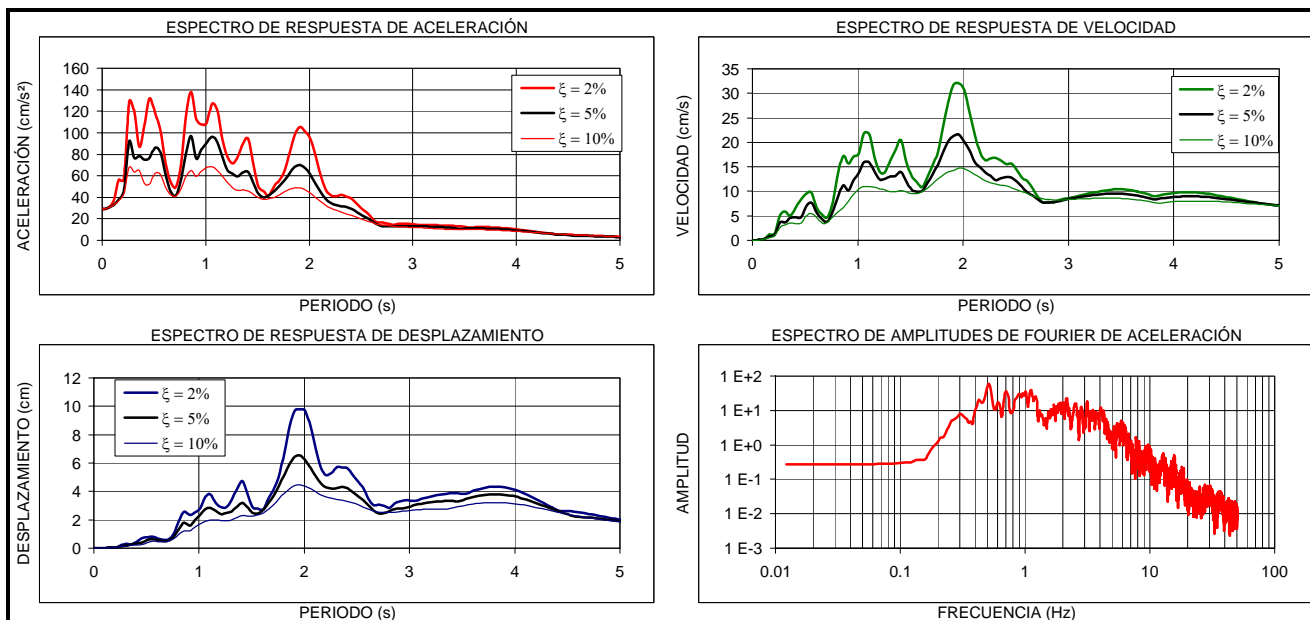 ESPECTRO DE RESPUESTA DE ACELERACIÓN
ACELERACIÓN (cm/s²)
160
140
120
100
80
60
40
20
0
ξ = 2%
ξ = 5%
ξ = 10%
0 1 2 3 4 5
PERIODO (s)
ESPECTRO DE RESPUESTA DE VELOCIDAD
VELOCIDAD (cm/s)
35
30
25
20
15
10
5
0
ξ = 2%
ξ = 5%
ξ = 10%
0 1 2 3 4 5
PERIODO (s)
ESPECTRO DE RESPUESTA DE DESPLAZAMIENTO
DESPLAZAMIENTO (cm)
12
10
8
6
4
2
0
ξ = 2%
ξ = 5%
ξ = 10%
0 1 2 3 4 5
PERIODO (s)
ESPECTRO DE AMPLITUDES DE FOURIER DE ACELERACIÓN
AMPLITUD
1 E+2
1 E+1
1 E+0
1 E-1
1 E-2
1 E-3
0.01 0.1 1 10 100
FRECUENCIA (Hz)